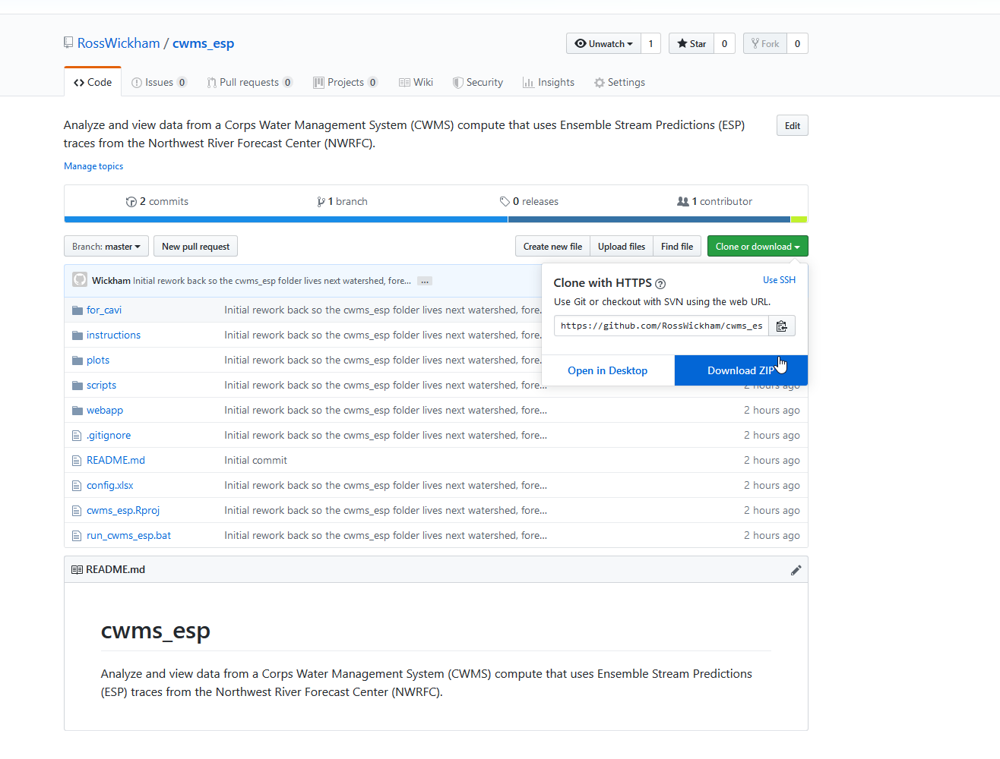 RossWickham / cwms_esp
Unwatch 1 Star 0 Fork 0
Code Issues 0 Pull requests 0 Projects 0 Wiki Security Insights Settings
Analyze and view data from a Corps Water Management System (CWMS) compute that uses Ensemble Stream Predictions (ESP) Edit
traces from the Northwest River Forecast Center (NWRFC).
Manage topics
2 commits 1 branch 0 releases 1 contributor
Branch: master New pull request Create new file Upload files Find file Clone or download
Wickham Initial rework back so the cwms_esp folder lives next watershed, fore... ...
Clone with HTTPS Use SSH
Use Git or checkout with SVN using the web URL.
https://github.com/RossWickham/cwms_es
Open in Desktop Download ZIP
for_cavi Initial rework back so the cwms_esp folder lives next watershed, fore...
instructions Initial rework back so the cwms_esp folder lives next watershed, fore...
plots Initial rework back so the cwms_esp folder lives next watershed, fore...
scripts Initial rework back so the cwms_esp folder lives next watershed, fore... 2 hours ago
webapp Initial rework back so the cwms_esp folder lives next watershed, fore... 2 hours ago
.gitignore Initial rework back so the cwms_esp folder lives next watershed, fore... 2 hours ago
README.md Initial commit 2 hours ago
config.xlsx Initial rework back so the cwms_esp folder lives next watershed, fore... 2 hours ago
cwms_esp.Rproj Initial rework back so the cwms_esp folder lives next watershed, fore... 2 hours ago
run_cwms_esp.bat Initial rework back so the cwms_esp folder lives next watershed, fore... 2 hours ago
README.md
cwms_esp
Analyze and view data from a Corps Water Management System (CWMS) compute that uses Ensemble Stream Predictions
(ESP) traces from the Northwest River Forecast Center (NWRFC).